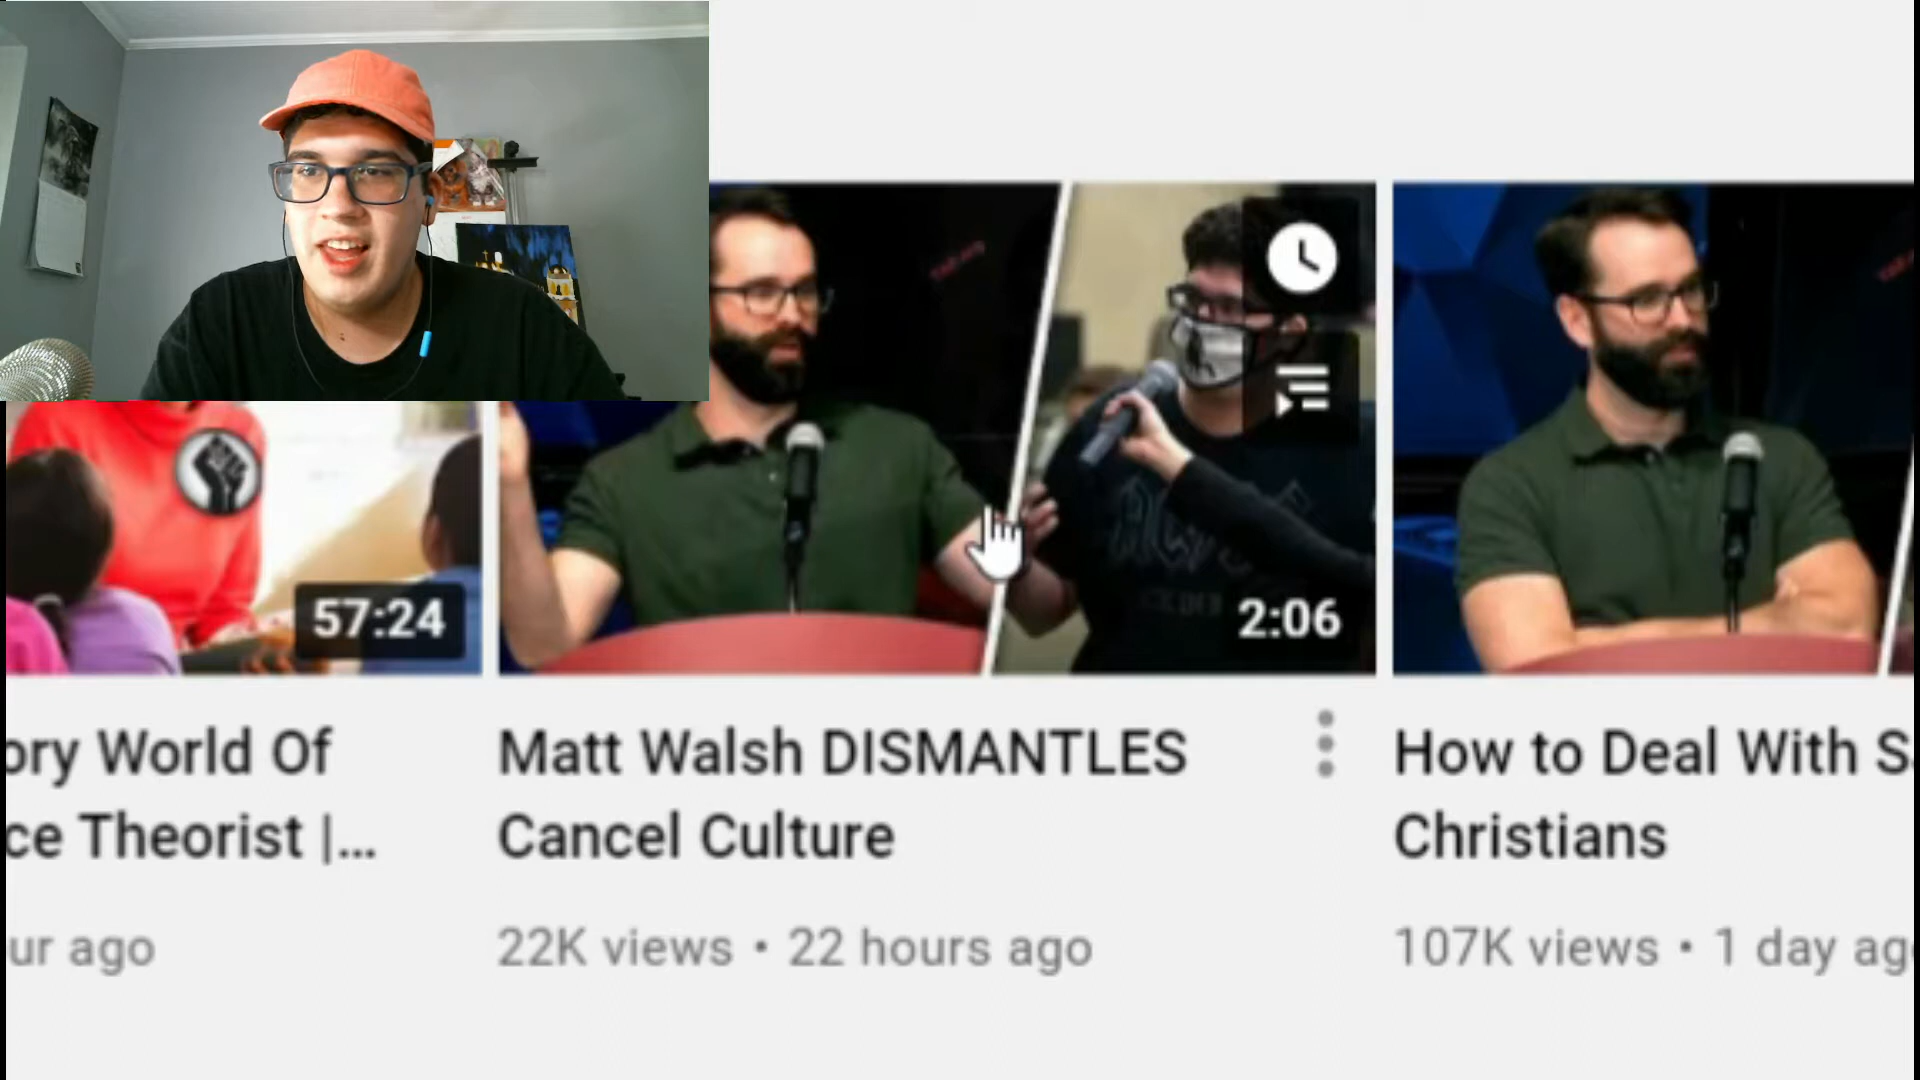 57:24
2:06
ory World Of
ce Theorist |...
ur ago
Matt Walsh DISMANTLES
Cancel Culture
22K views • 22 hours ago
How to Deal With S
Christians
107K views • 1 day ag